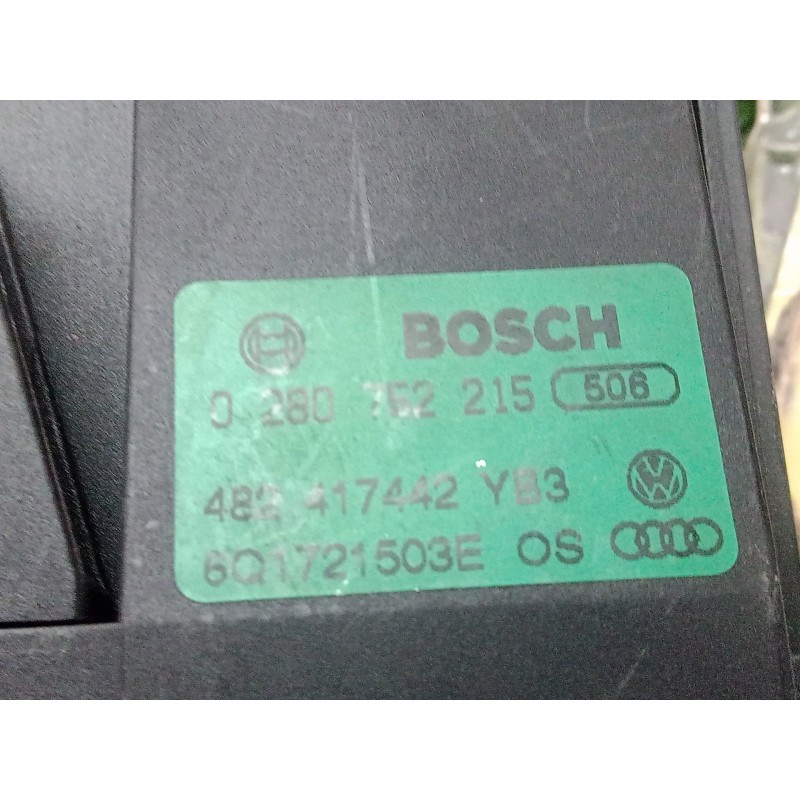 BOSCH
0 280 752 215 506
482 417442 YB3
6Q1721503E OS